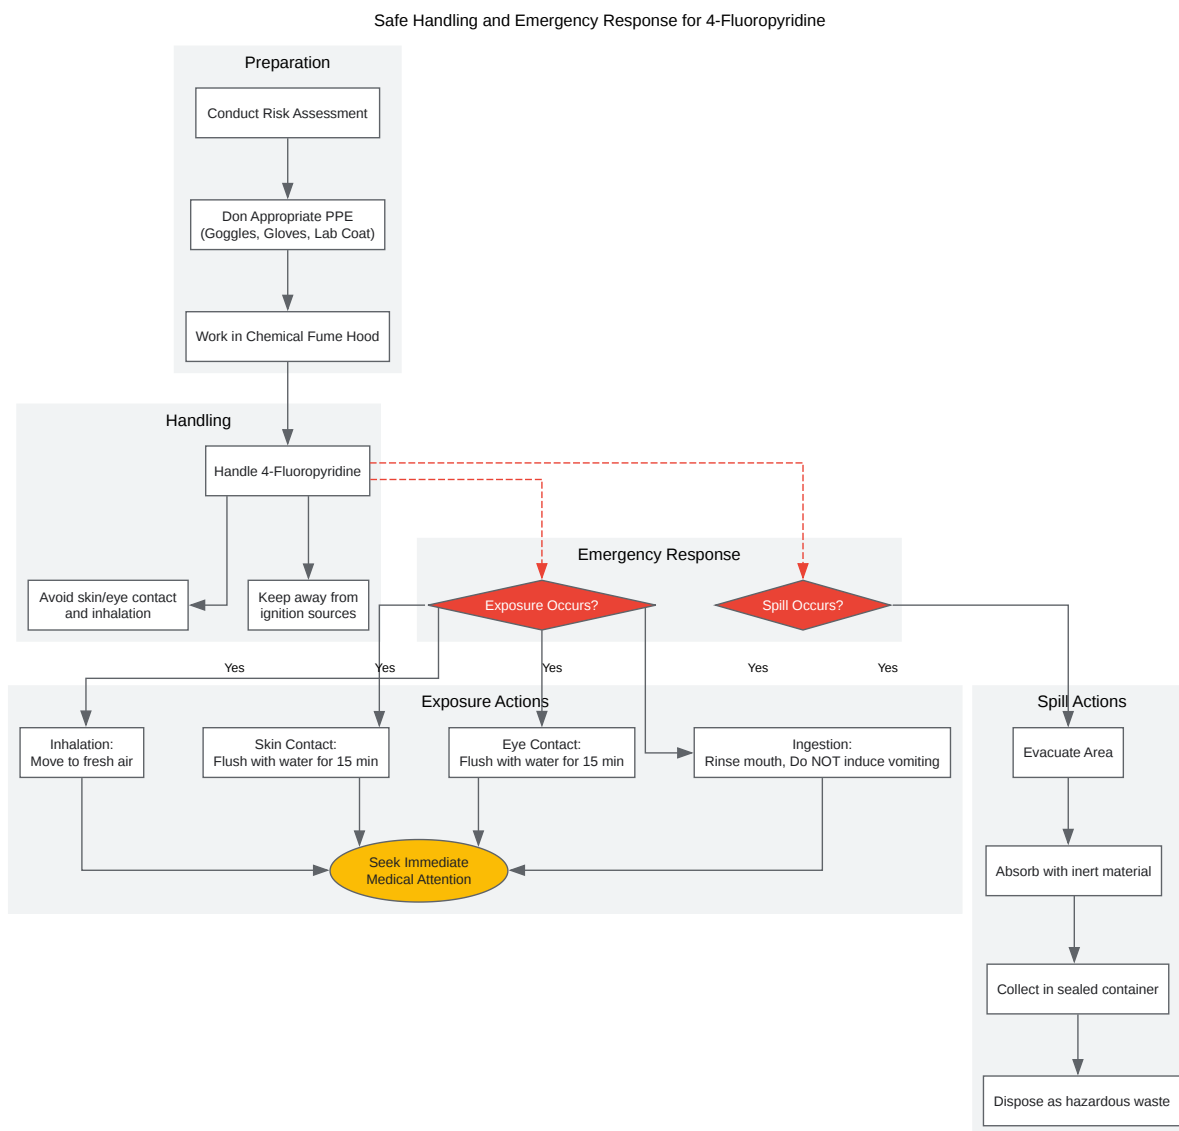 Safe Handling and Emergency Response for 4-Fluoropyridine
Preparation
Conduct Risk Assessment
Don Appropriate PPE
(Goggles, Gloves, Lab Coat)
Work in Chemical Fume Hood
Handling
Handle 4-Fluoropyridine
Avoid skin/eye contact
and inhalation
Keep away from
ignition sources
Emergency Response
Exposure Occurs?
Spill Occurs?
Yes
Yes
Yes
Yes
Yes
Exposure Actions
Inhalation:
Move to fresh air
Skin Contact:
Flush with water for 15 min
Eye Contact:
Flush with water for 15 min
Ingestion:
Rinse mouth, Do NOT induce vomiting
Seek Immediate
Medical Attention
Spill Actions
Evacuate Area
Absorb with inert material
Collect in sealed container
Dispose as hazardous waste